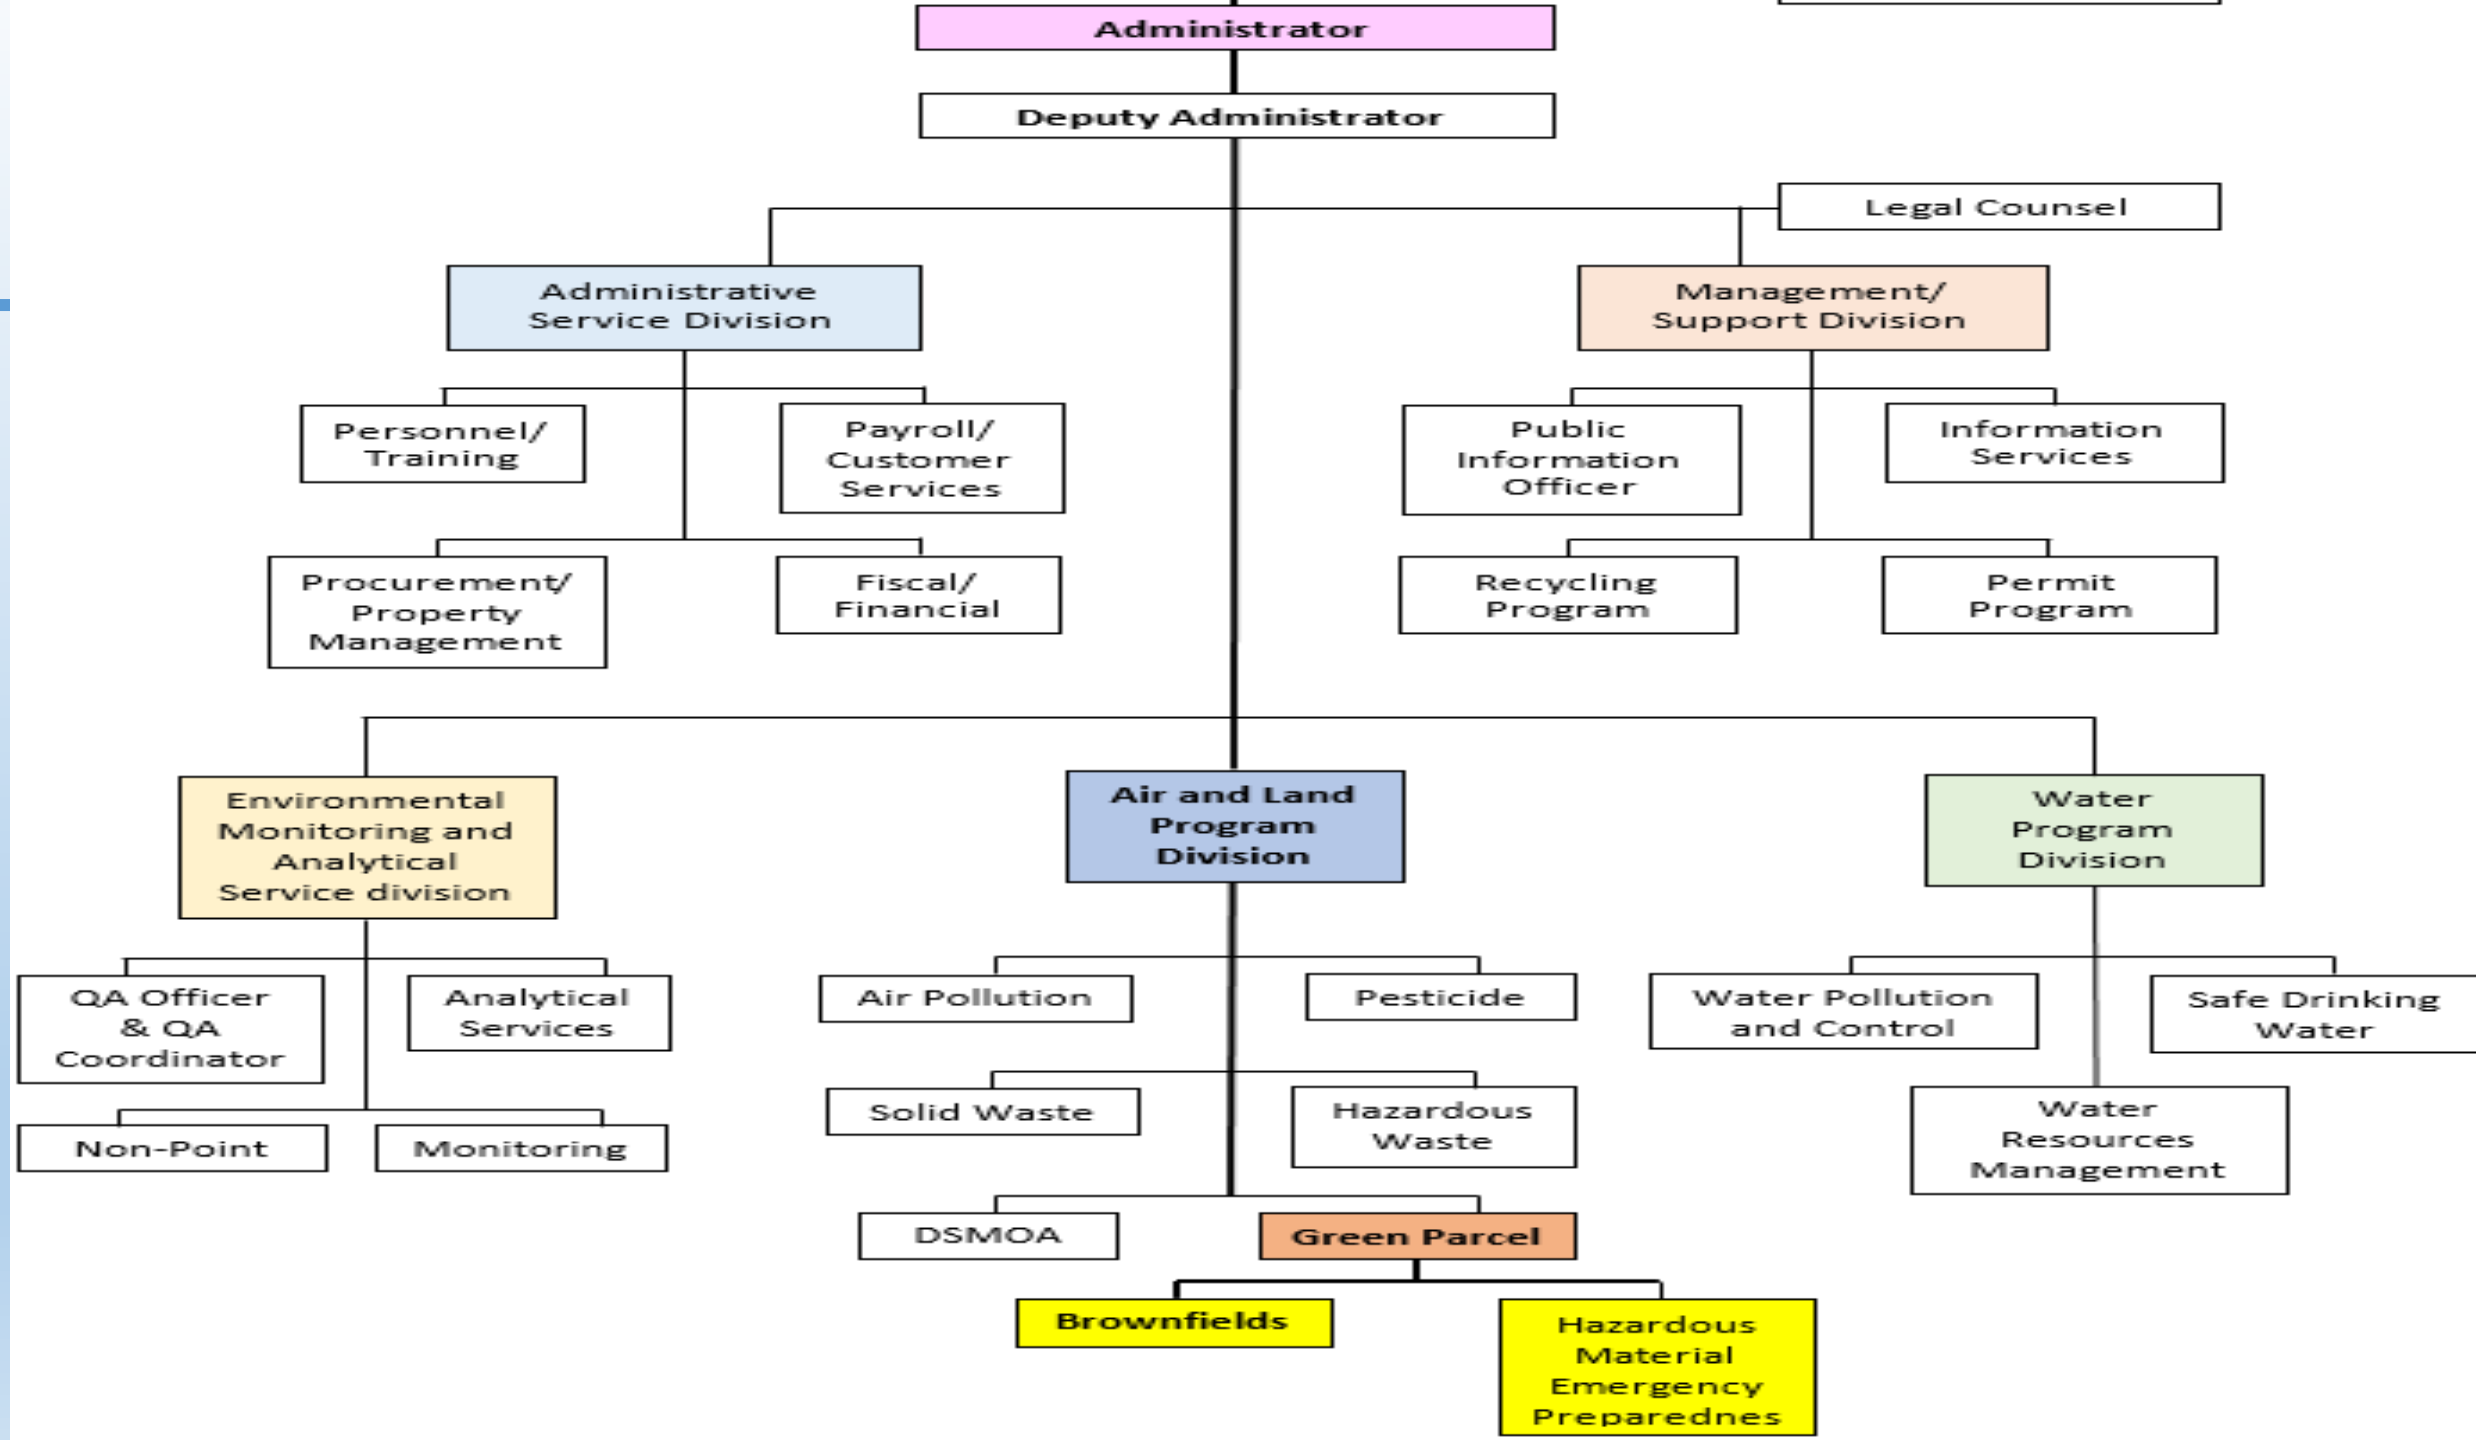 Administrator
Deputy Administrator
Legal Counsel
Administrative
Service Division
Management/
Support Division
Personnel/
Training
Payroll/
Customer
Services
Public
Information
Officer
Information
Services
Procurement/
Property
Management
Fiscal/
Financial
Recycling
Program
Permit
Program
Environmental
Monitoring and
Analytical
Service division
Air and Land
Program
Division
Water
Program
Division
QA Officer
& QA
Coordinator
Analytical
Services
Air Pollution
Pesticide
Water Pollution
and Control
Safe Drinking
Water
Non-Point
Monitoring
Solid Waste
Hazardous
Waste
Water
Resources
Management
DSMOA
Green Parcel
Brownfields
Hazardous
Material
Emergency
Preparednes